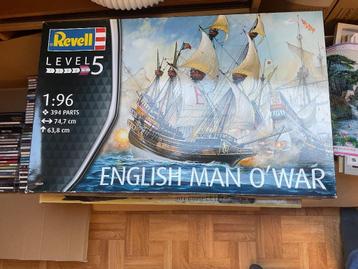 Revell
LEVEL 5
1:96
394 PARTS
74,7 cm
63,8 cm
ENGLISH MAN O'WAR